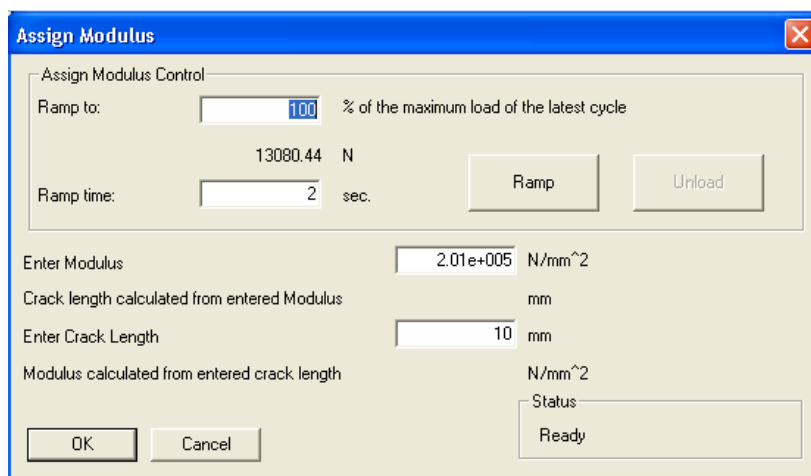 Assign Modulus
Assign Modulus Control
Ramp to: 100 % of the maximum load of the latest cycle
13080.44 N
Ramp time: 2 sec.
Ramp Unload
Enter Modulus 2.01e+005 N/mm^2
Crack length calculated from entered Modulus mm
Enter Crack Length 10 mm
Modulus calculated from entered crack length N/mm^2
Status
Ready
OK Cancel